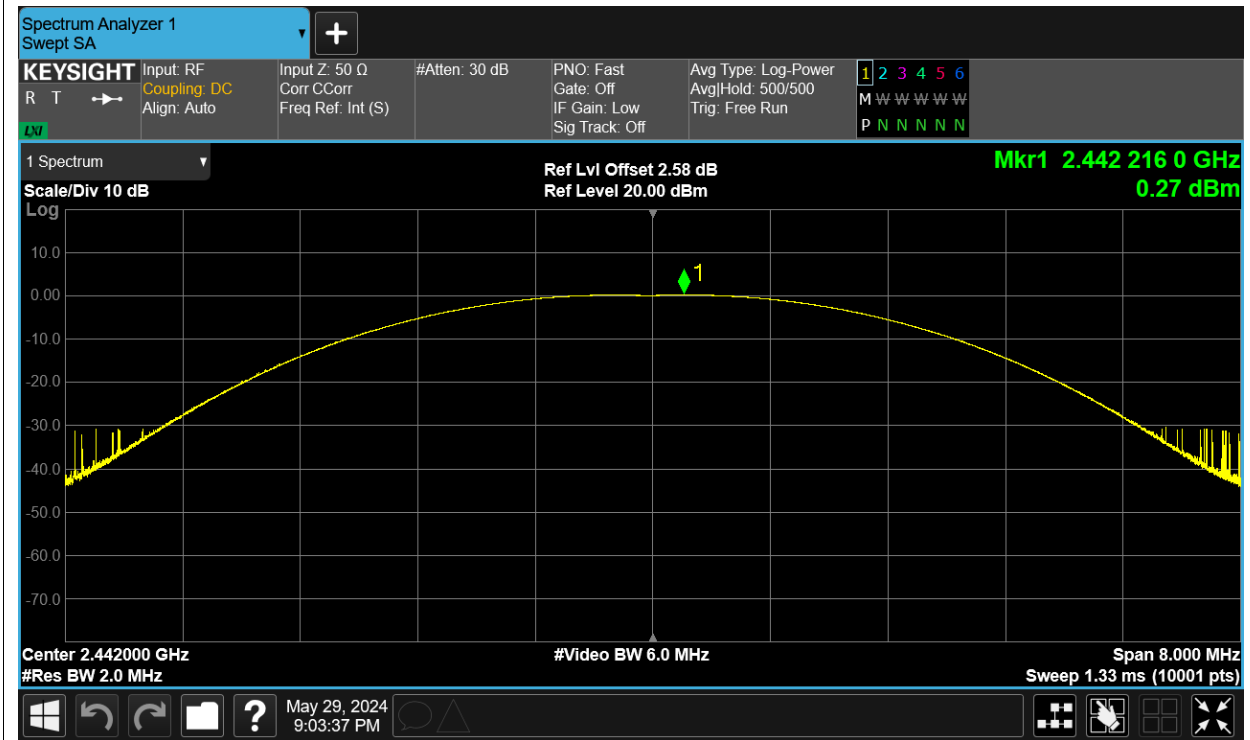 Spectrum Analyzer 1
Swept SA
KEYSIGHT
R T
LXI
Input: RF
Coupling: DC
Align: Auto
Input Z: 50 Ω
Corr CCorr
Freq Ref: Int (S)
#Atten: 30 dB
PNO: Fast
Gate: Off
IF Gain: Low
Sig Track: Off
Avg Type: Log-Power
Avg|Hold: 500/500
Trig: Free Run
1 2 3 4 5 6
M W W W W W
P N N N N N
1 Spectrum
Scale/Div 10 dB
Log
Ref Lvl Offset 2.58 dB
Ref Level 20.00 dBm
Mkr1 2.442 216 0 GHz
0.27 dBm
10.0
0.00
-10.0
-20.0
-30.0
-40.0
-50.0
-60.0
-70.0
1
Center 2.442000 GHz
#Res BW 2.0 MHz
#Video BW 6.0 MHz
Span 8.000 MHz
Sweep 1.33 ms (10001 pts)
?
May 29, 2024
9:03:37 PM